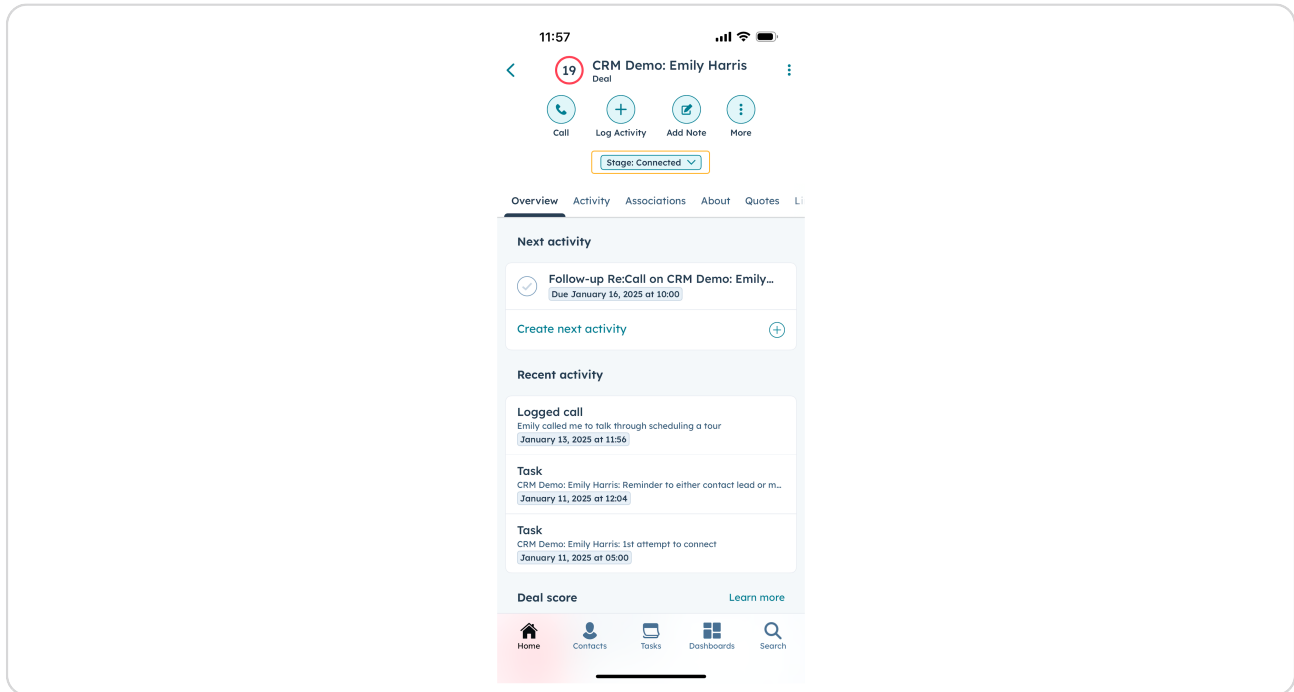 11:57
19
CRM Demo: Emily Harris
Deal
Call
Log Activity
Add Note
More
Stage: Connected
Overview Activity Associations About Quotes Li
Next activity
Follow-up Re:Call on CRM Demo: Emily...
Due January 16, 2025 at 10:00
Create next activity
Recent activity
Logged call
Emily called me to talk through scheduling a tour
January 13, 2025 at 11:56
Task
CRM Demo: Emily Harris: Reminder to either contact lead or m...
January 11, 2025 at 12:04
Task
CRM Demo: Emily Harris: 1st attempt to connect
January 11, 2025 at 05:00
Deal score Learn more
Home Contacts Tasks Dashboards Search